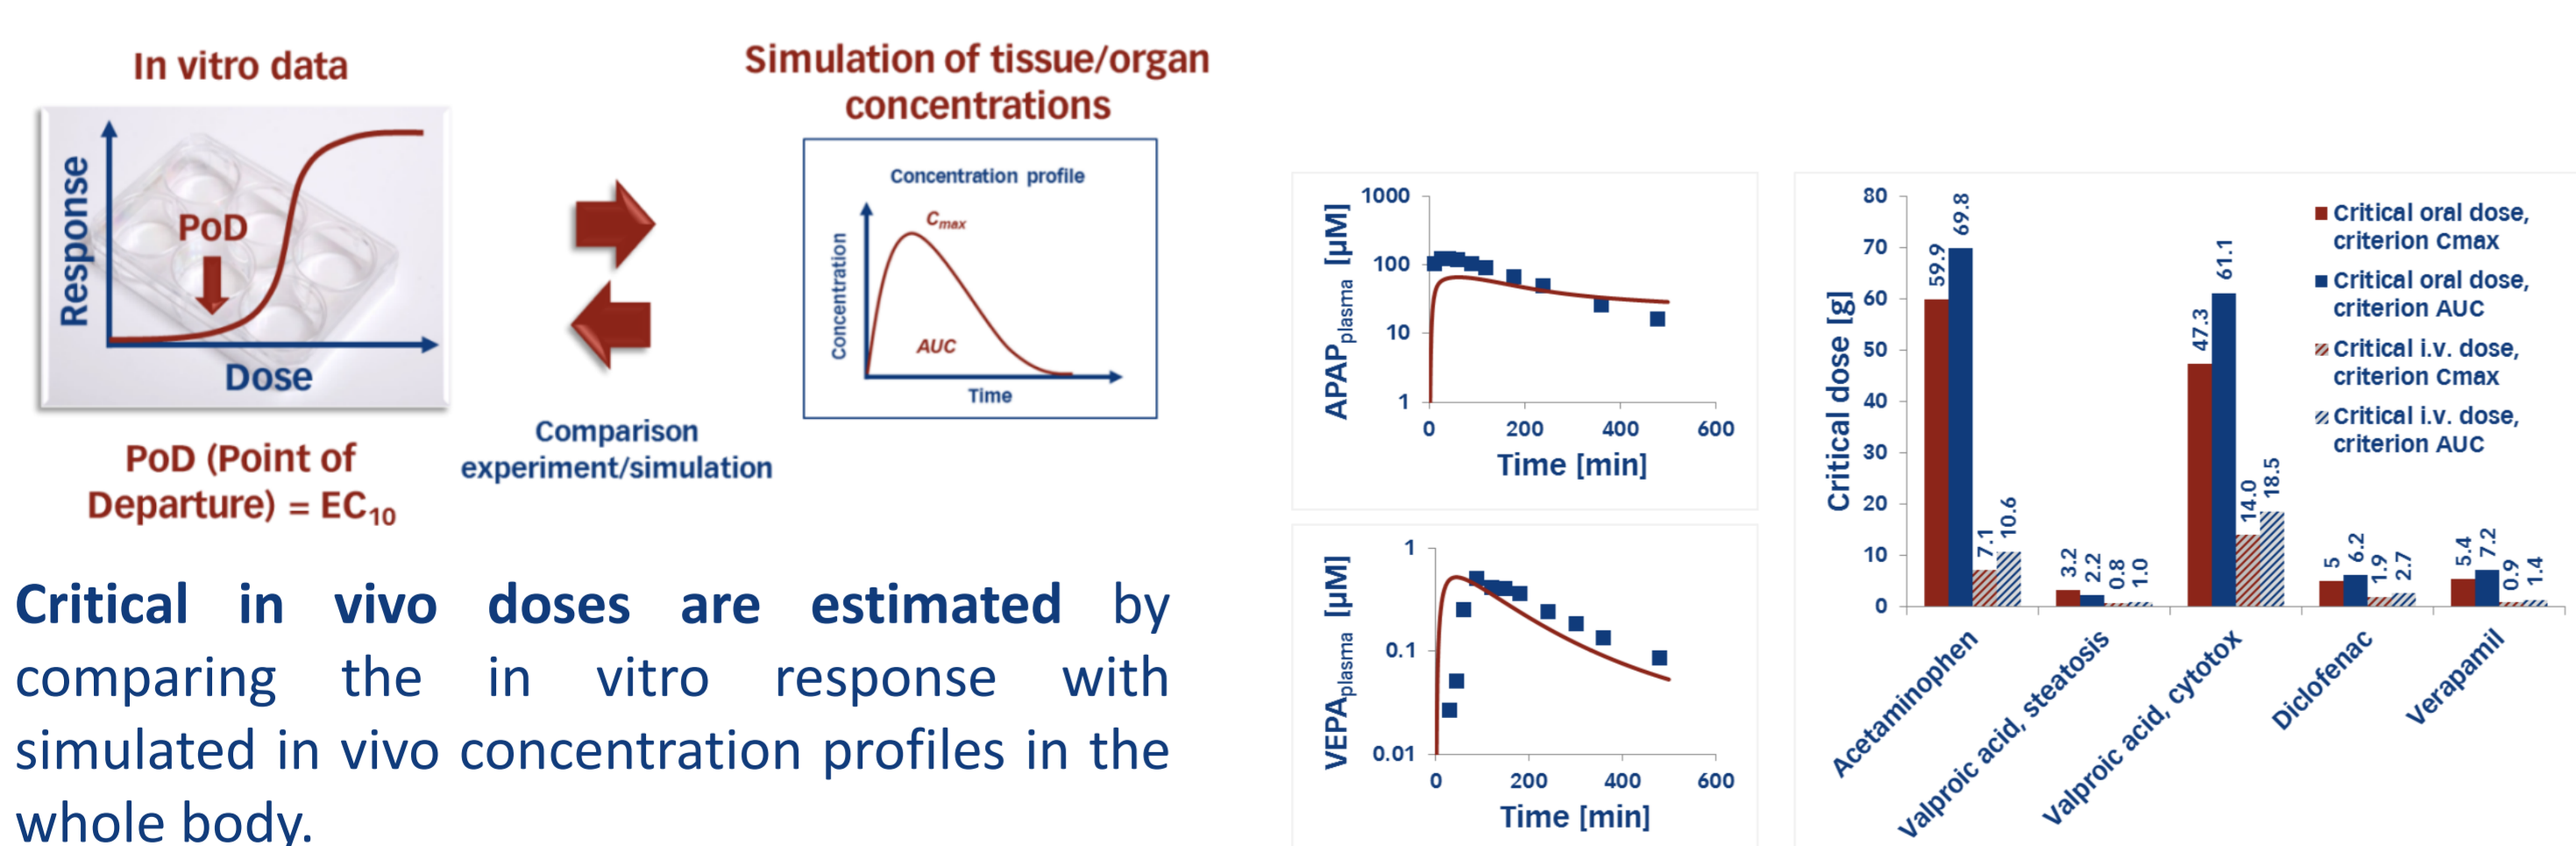 In vitro data
Response
PoD
Dose
PoD (Point of
Departure) = EC₁₀
Comparison
experiment/simulation
Simulation of tissue/organ
concentrations
Concentration profile
Cmax
Concentration
AUC
Time
Critical in vivo doses are estimated by
comparing the in vitro response with
simulated in vivo concentration profiles in the
whole body.
APAPplasma [µM]
1000
100
10
1
0 200 400 600
Time [min]
VEPAplasma [µM]
1
0.1
0.01
0 200 400 600
Time [min]
Critical dose [g]
80
70
60
50
40
30
20
10
0
59.9 69.8 7.1 10.6
3.2 2.2 0.8 1.0
47.3 61.1 14.0 18.5
5 6.2 1.9 2.7
5.4 7.2 0.9 1.4
Critical oral dose,
criterion Cmax
Critical oral dose,
criterion AUC
Critical i.v. dose,
criterion Cmax
Critical i.v. dose,
criterion AUC
Acetaminophen
Valproic acid, steatosis
Valproic acid, cytotox
Diclofenac
Verapamil